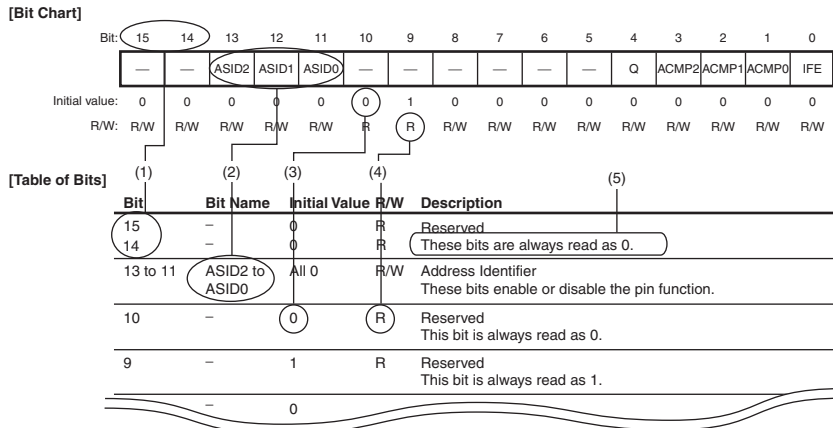 [Bit Chart]
Bit: 15 14 13 12 11 10 9 8 7 6 5 4 3 2 1 0
— — ASID2 ASID1 ASID0 — — — — — — Q ACMP2 ACMP1 ACMP0 IFE
Initial value: 0 0 0 0 0 0 1 0 0 0 0 0 0 0 0 0
R/W: R/W R/W R/W R/W R/W R R R/W R/W R/W R/W R/W R/W R/W R/W R/W
(1) (2) (3) (4) (5)
[Table of Bits]
Bit Bit Name Initial Value R/W Description
15 – 0 R Reserved
14 – 0 R These bits are always read as 0.
13 to 11 ASID2 to All 0 R/W Address Identifier
ASID0 These bits enable or disable the pin function.
10 – 0 R Reserved
This bit is always read as 0.
9 – 1 R Reserved
This bit is always read as 1.
– 0